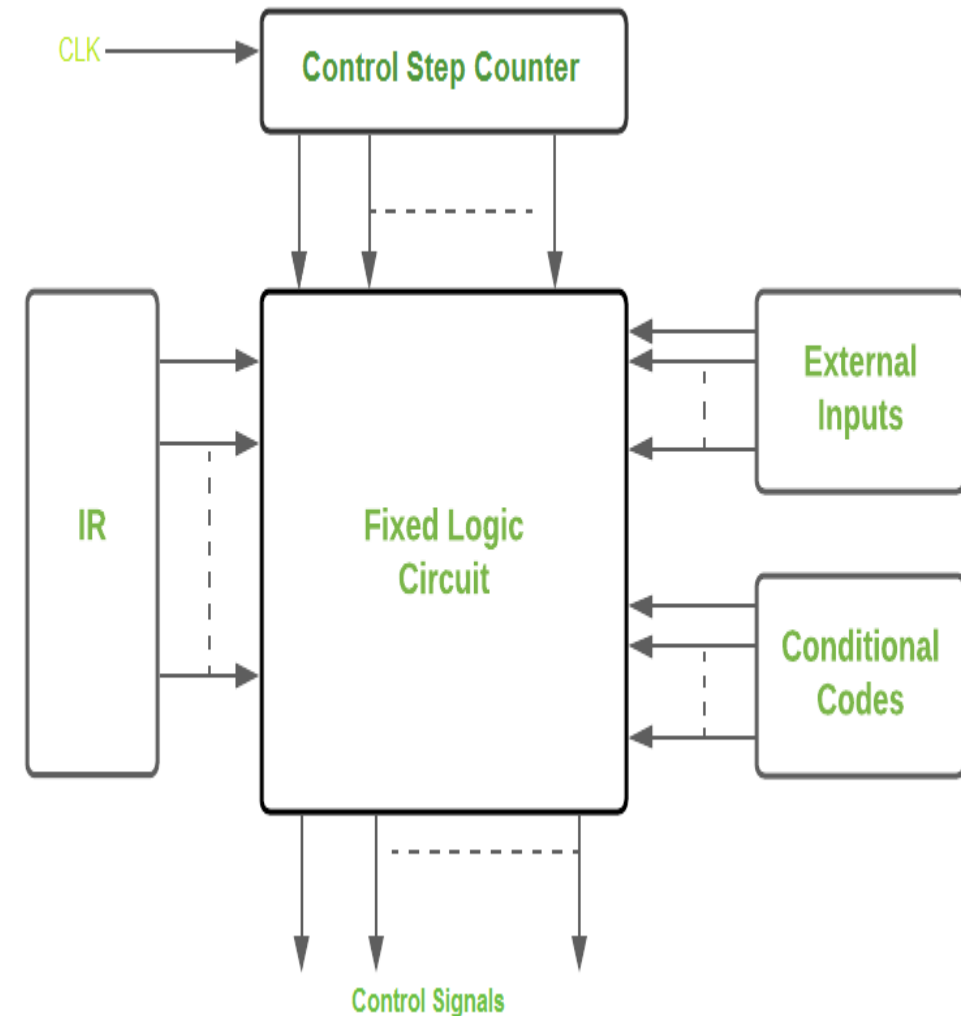 CLK
Control Step Counter
IR
Fixed Logic
Circuit
External
Inputs
Conditional
Codes
Control Signals